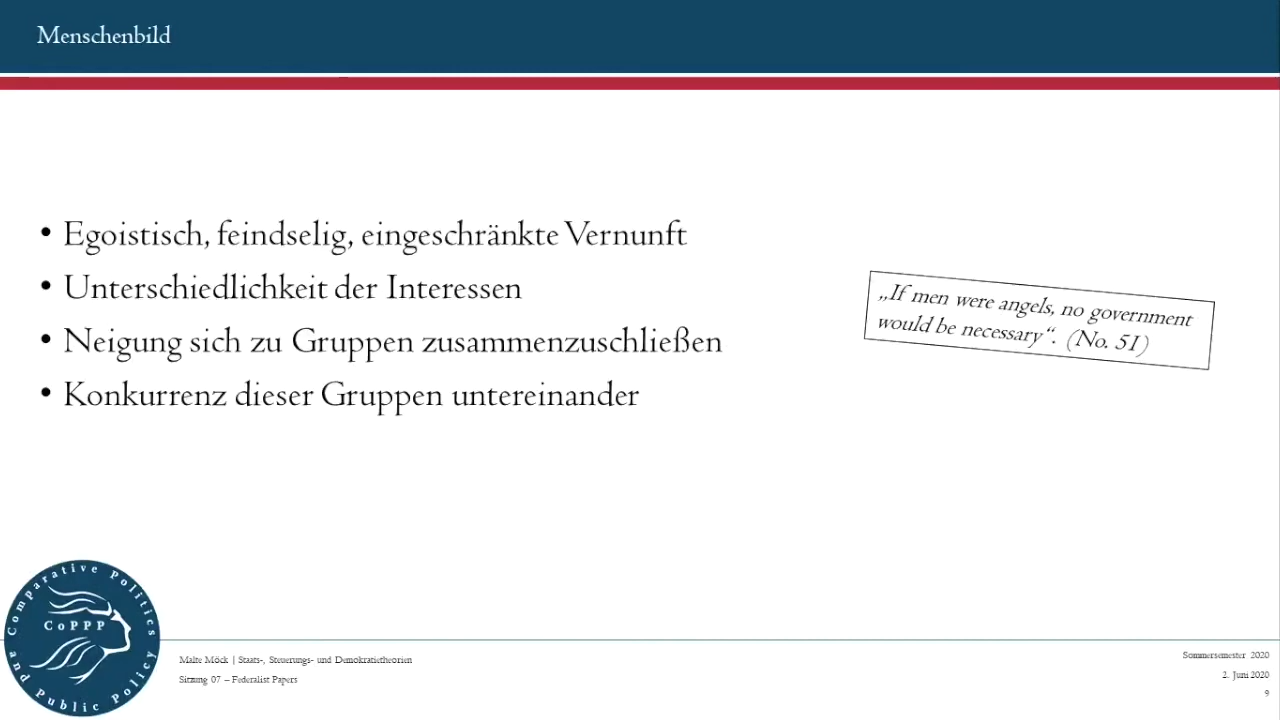 Menschenbild
• Egoistisch, feindselig, eingeschränkte Vernunft
• Unterschiedlichkeit der Interessen
• Neigung sich zu Gruppen zusammenzuschließen
• Konkurrenz dieser Gruppen untereinander
„If men were angels, no government
would be necessary“. (No. 51)
Comparative Politics
and Public Policy
CoPPP
Malte Möck | Staats-, Steuerungs- und Demokratietheorien
Sitzung 07 – Federalist Papers
Sommersemester 2020
2. Juni 2020
9